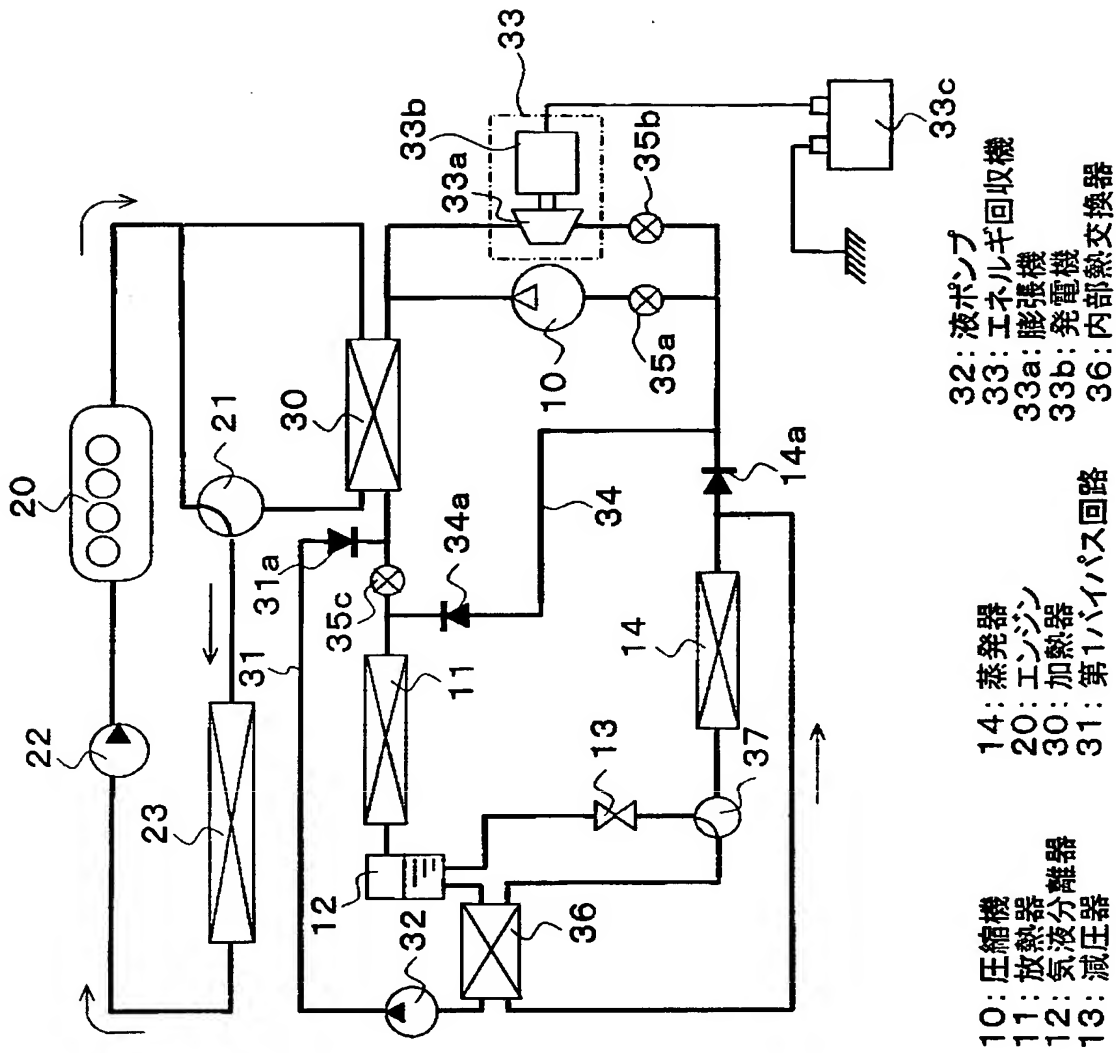 20
21
22
23
30
31
31a
35c
34a
11
12
32
36
13
37
14
14a
34
10
35a
35b
33
33a
33b
33c
10:圧縮機
11:放熱器
12:気液分離器
13:減圧器
14:蒸発器
20:エンジン
30:加熱器
31:第1バイパス回路
32:液ポンプ
33:エネルギ回収機
33a:膨張機
33b:発電機
36:内部熱交換器